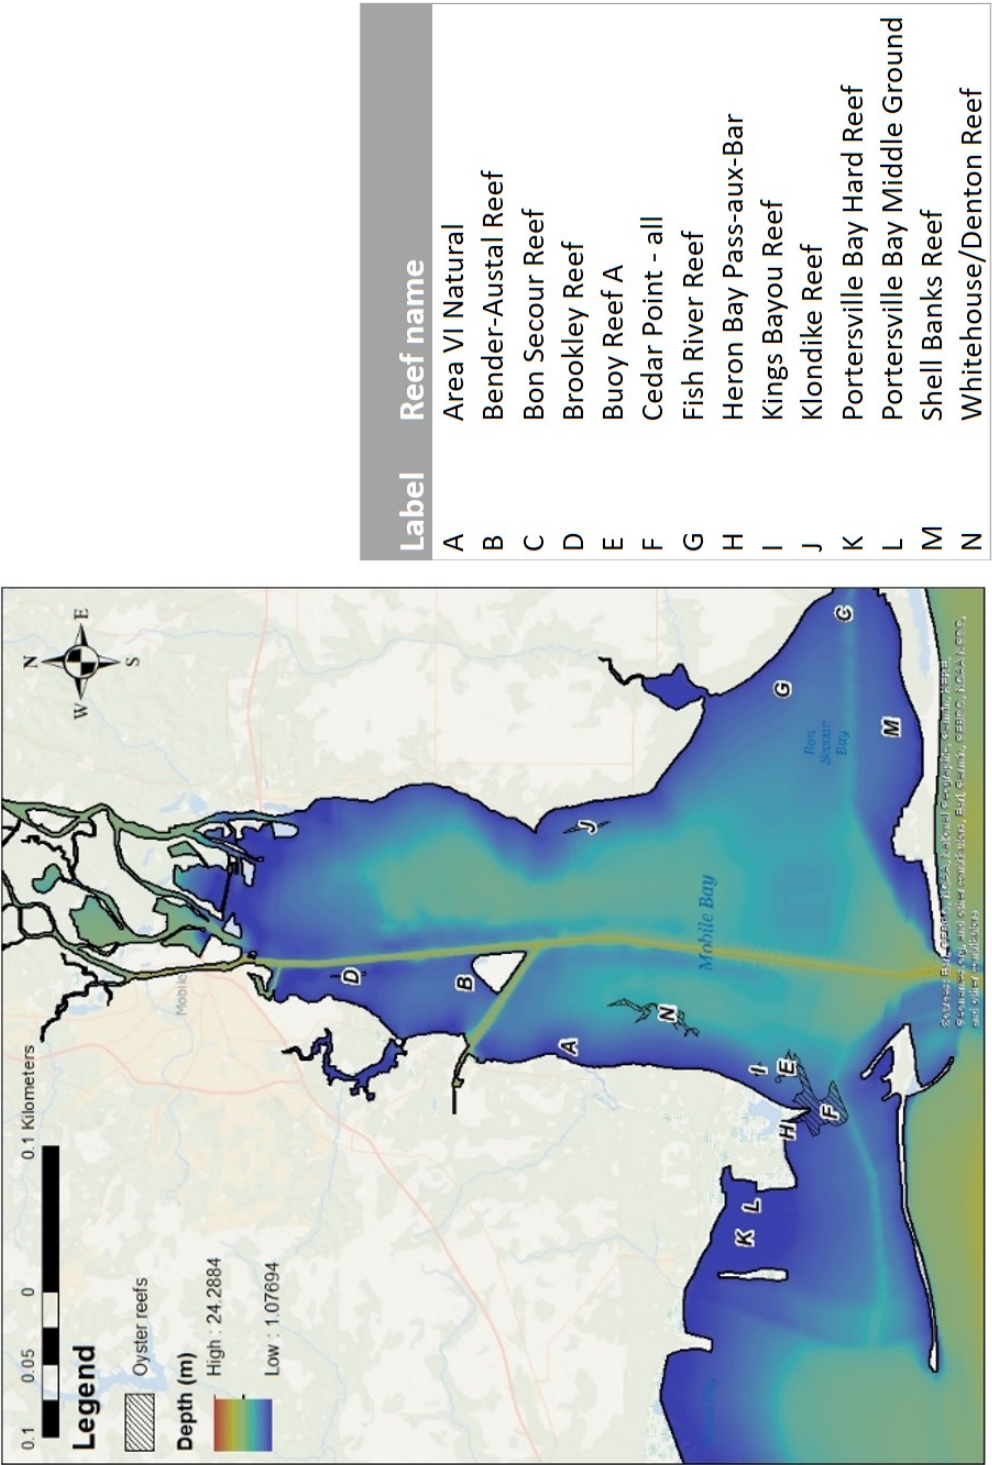 N
W E
S
0.1 0.05 0 0.1 Kilometers
Legend
Oyster reefs
Depth (m)
High : 24.2884
Low : 1.07694
Mobile
D
B
J
A
N
Mobile Bay
I
E
H
F
K
L
G
C
Bon
Secour
Bay
M
and other contributors
Label Reef name
A Area VI Natural
B Bender-Austal Reef
C Bon Secour Reef
D Brookley Reef
E Buoy Reef A
F Cedar Point - all
G Fish River Reef
H Heron Bay Pass-aux-Bar
I Kings Bayou Reef
J Klondike Reef
K Portersville Bay Hard Reef
L Portersville Bay Middle Ground
M Shell Banks Reef
N Whitehouse/Denton Reef